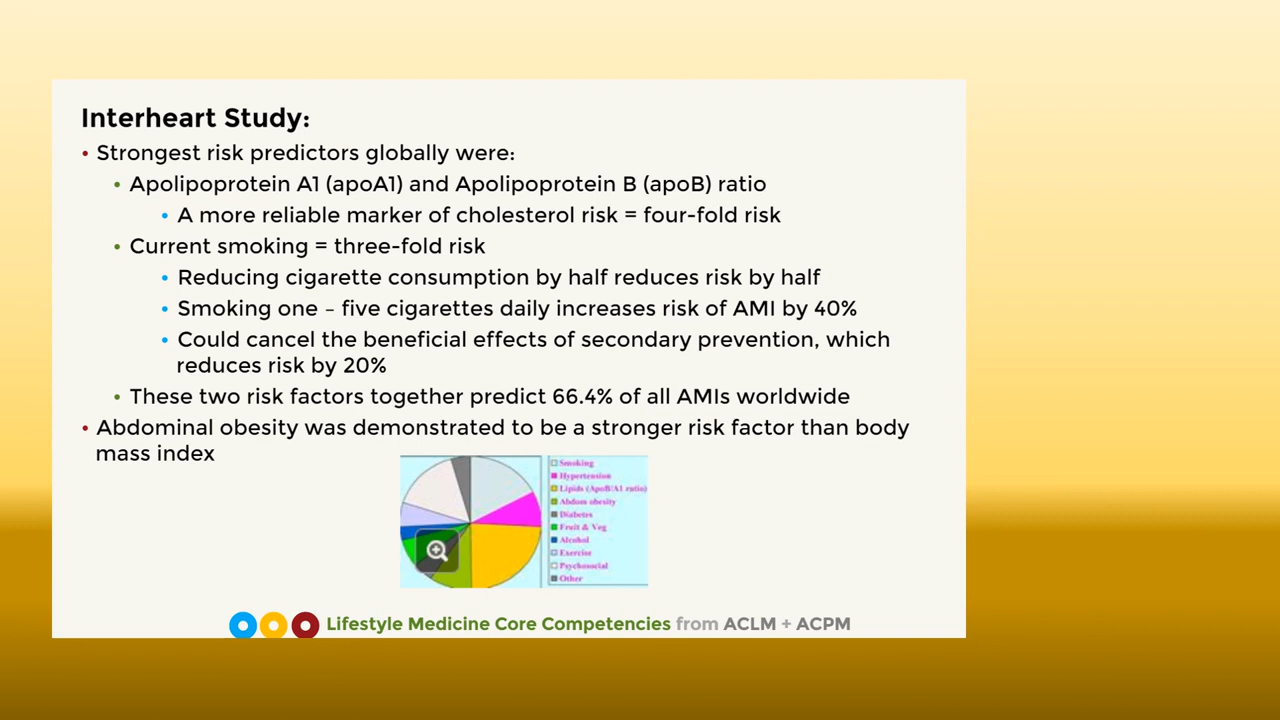 Interheart Study:
• Strongest risk predictors globally were:
• Apolipoprotein A1 (apoA1) and Apolipoprotein B (apoB) ratio
• A more reliable marker of cholesterol risk = four-fold risk
• Current smoking = three-fold risk
• Reducing cigarette consumption by half reduces risk by half
• Smoking one – five cigarettes daily increases risk of AMI by 40%
• Could cancel the beneficial effects of secondary prevention, which
reduces risk by 20%
• These two risk factors together predict 66.4% of all AMIs worldwide
• Abdominal obesity was demonstrated to be a stronger risk factor than body
mass index
Smoking
Hypertension
Lipids (ApoB/A1 ratio)
Abdom obesity
Diabetes
Fruit & Veg
Alcohol
Exercise
Psychosocial
Other
Lifestyle Medicine Core Competencies from ACLM + ACPM